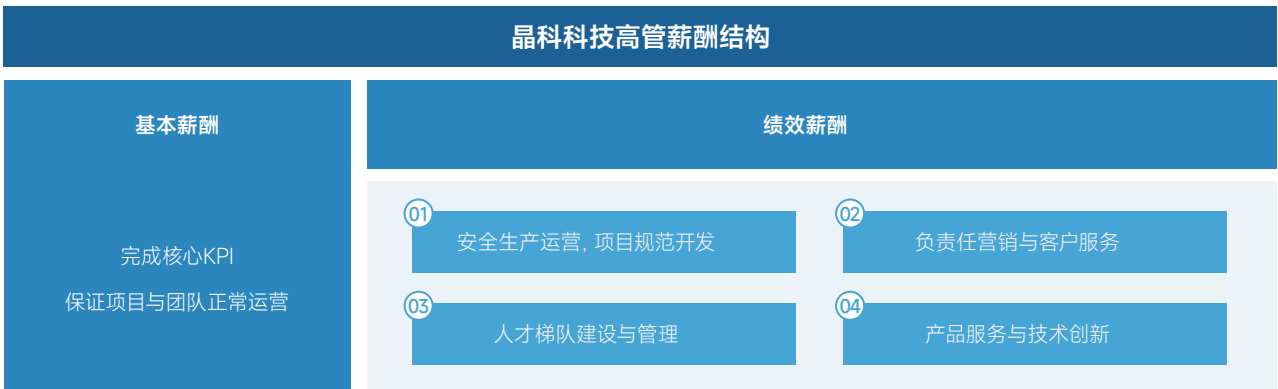 晶科科技高管薪酬结构
基本薪酬
完成核心KPI
保证项目与团队正常运营
绩效薪酬
01
安全生产运营, 项目规范开发
02
负责任营销与客户服务
03
人才梯队建设与管理
04
产品服务与技术创新